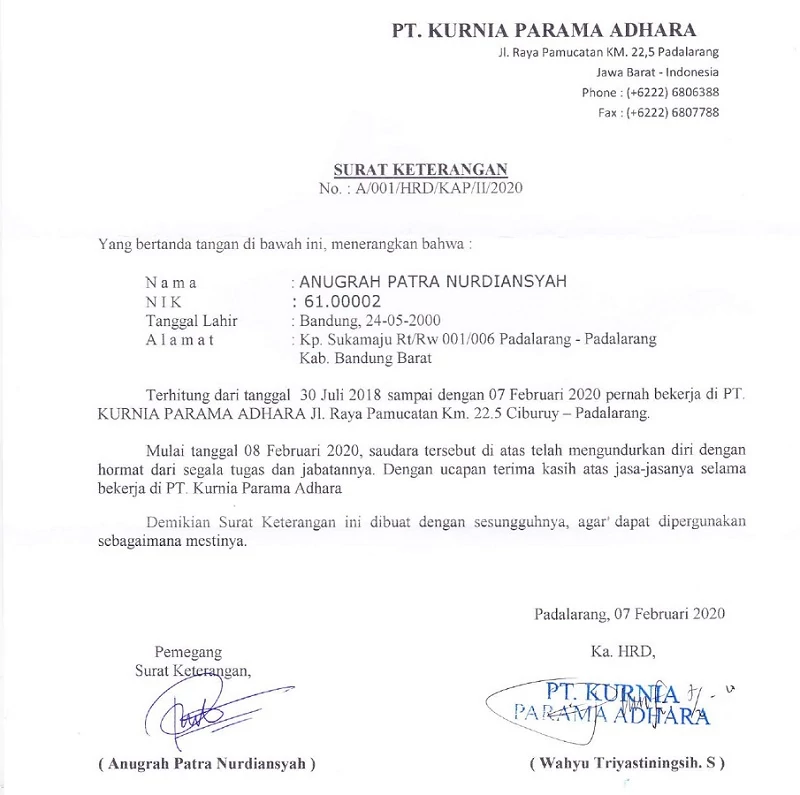 PT. KURNIA PARAMA ADHARA
Jl. Raya Pamucatan KM. 22,5 Padalarang
Jawa Barat - Indonesia
Phone : (+6222) 6806388
Fax : (+6222) 6807788
SURAT KETERANGAN
No. : A/001/HRD/KAP/II/2020
Yang bertanda tangan di bawah ini, menerangkan bahwa :
N a m a : ANUGRAH PATRA NURDIANSYAH
N I K : 61.00002
Tanggal Lahir : Bandung, 24-05-2000
A l a m a t : Kp. Sukamaju Rt/Rw 001/006 Padalarang - Padalarang
Kab. Bandung Barat
Terhitung dari tanggal 30 Juli 2018 sampai dengan 07 Februari 2020 pernah bekerja di PT.
KURNIA PARAMA ADHARA Jl. Raya Pamucatan Km. 22.5 Ciburuy – Padalarang.
Mulai tanggal 08 Februari 2020, saudara tersebut di atas telah mengundurkan diri dengan
hormat dari segala tugas dan jabatannya. Dengan ucapan terima kasih atas jasa-jasanya selama
bekerja di PT. Kurnia Parama Adhara
Demikian Surat Keterangan ini dibuat dengan sesungguhnya, agar dapat dipergunakan
sebagaimana mestinya.
Padalarang, 07 Februari 2020
Pemegang
Surat Keterangan,
Ka. HRD,
PT. KURNIA
PARAMA ADHARA
( Anugrah Patra Nurdiansyah )
( Wahyu Triyastiningsih. S )